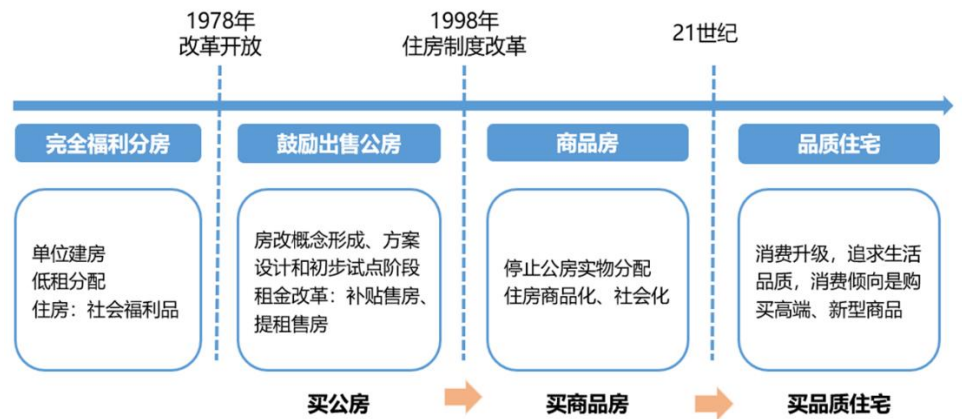 1978年
改革开放
1998年
住房制度改革
21世纪
完全福利分房
鼓励出售公房
商品房
品质住宅
单位建房
低租分配
住房：社会福利品
房改概念形成、方案
设计和初步试点阶段
租金改革：补贴售房、
提租售房
停止公房实物分配
住房商品化、社会化
消费升级，追求生活
品质，消费倾向是购
买高端、新型商品
买公房
买商品房
买品质住宅